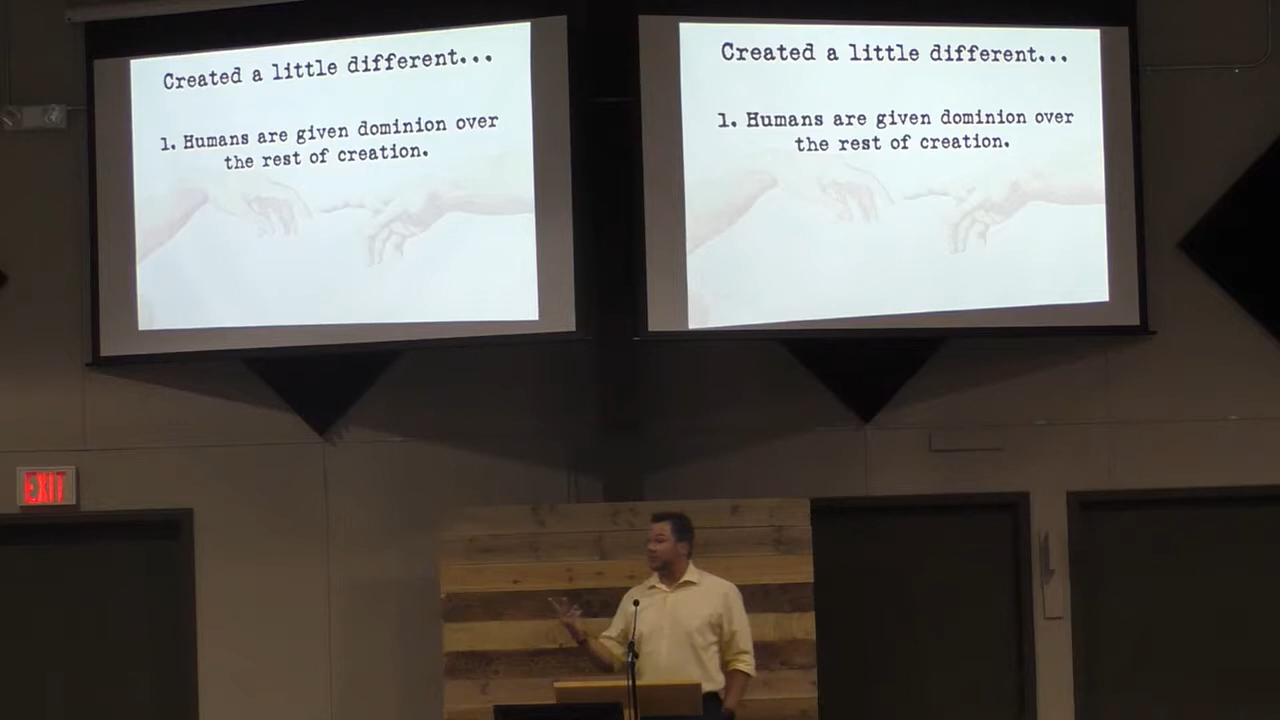 Created a little different...
1. Humans are given dominion over
the rest of creation.
Created a little different...
1. Humans are given dominion over
the rest of creation.
EXIT